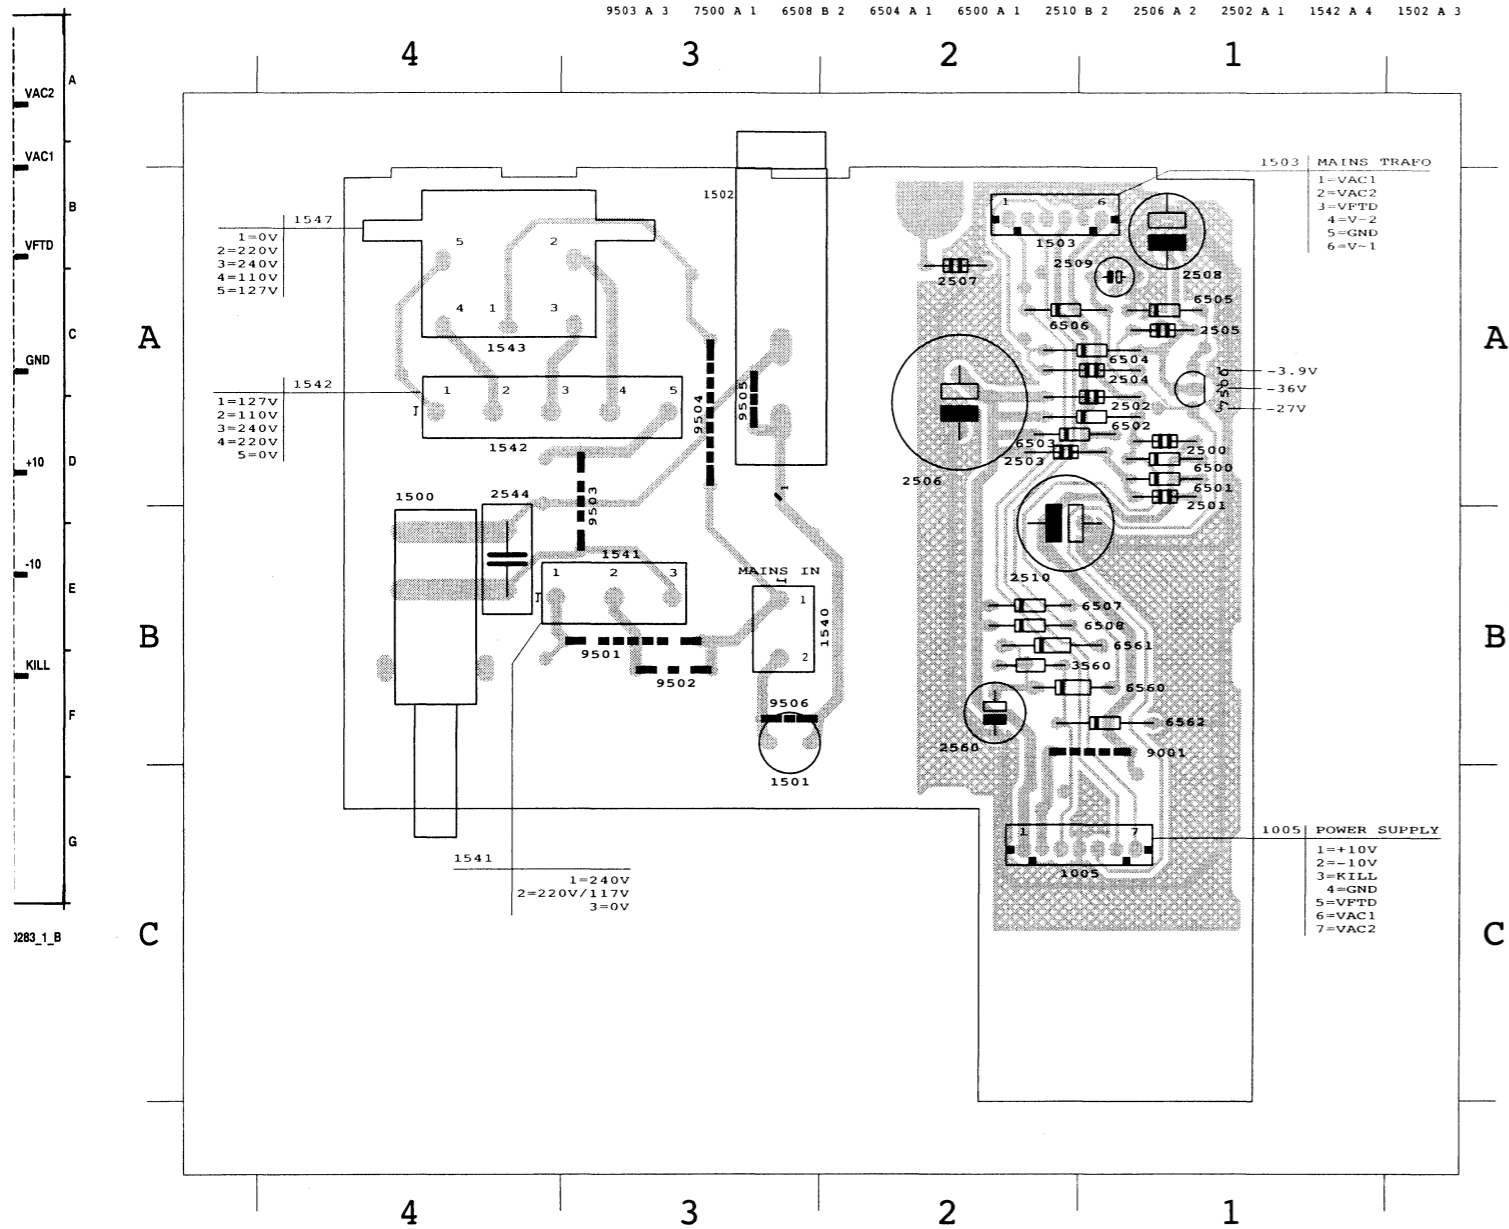 9503 A 3 7500 A 1 6508 B 2 6504 A 1 6500 A 1 2510 B 2 2506 A 2 2502 A 1 1542 A 4 1502 A 3
4 3 2 1
A
VAC2
VAC1
B
VFTD
C
GND
D
+10
-10
E
KILL
F
G
0283_1_B
A
B
C
1547
1=0V
2=220V
3=240V
4=110V
5=127V
5 2
4 1 3
1543
1542
1=127V
2=110V
3=240V
4=220V
5=0V
1 2 3 4 5
1542
1502
9504
9505
1
1500
2544
9503
1541
1 2 3
9501
9502
MAINS IN
1
1540
2
9506
1501
1541
1=240V
2=220V/117V
3=0V
1503 MAINS TRAFO
1=VAC1
2=VAC2
3=VFTD
4=V-2
5=GND
6=V~1
1 6
1503
2509
2508
2507
6505
6506
2505
6504
2504
-3.9V
-36V
-27V
2502
6502
6503
2503
2500
6500
6501
2501
2506
2510
6507
6508
6561
3560
6560
6562
2560
9001
1 7
1005
1005 POWER SUPPLY
1=+10V
2=-10V
3=KILL
4=GND
5=VFTD
6=VAC1
7=VAC2
A
B
C
4 3 2 1